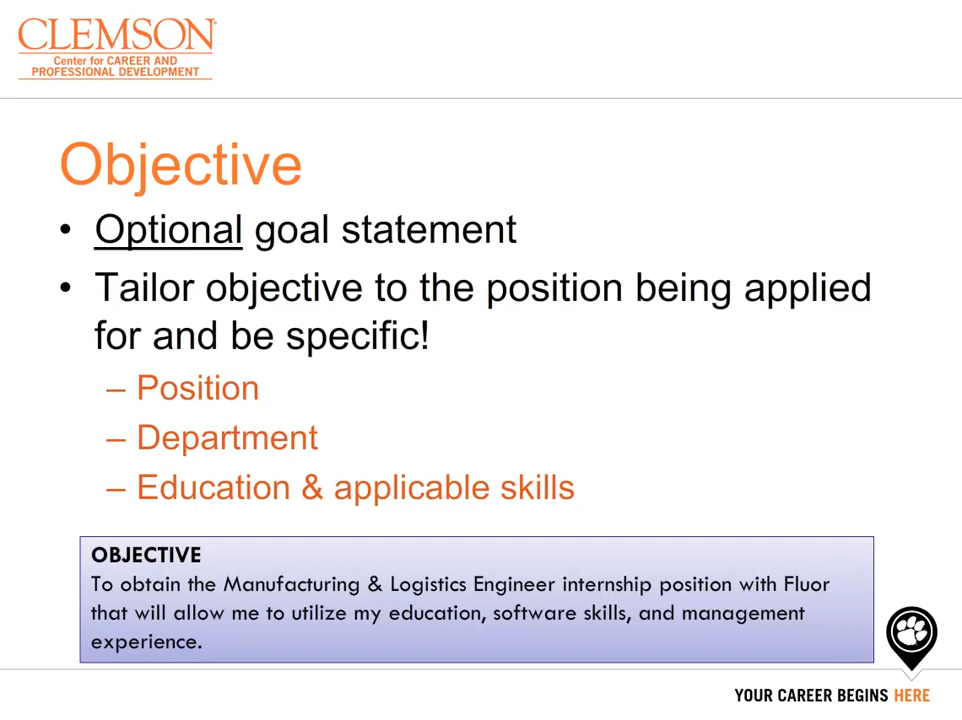 CLEMSON®
Center for CAREER AND
PROFESSIONAL DEVELOPMENT
Objective
• Optional goal statement
• Tailor objective to the position being applied
for and be specific!
– Position
– Department
– Education & applicable skills
OBJECTIVE
To obtain the Manufacturing & Logistics Engineer internship position with Fluor
that will allow me to utilize my education, software skills, and management
experience.
YOUR CAREER BEGINS HERE